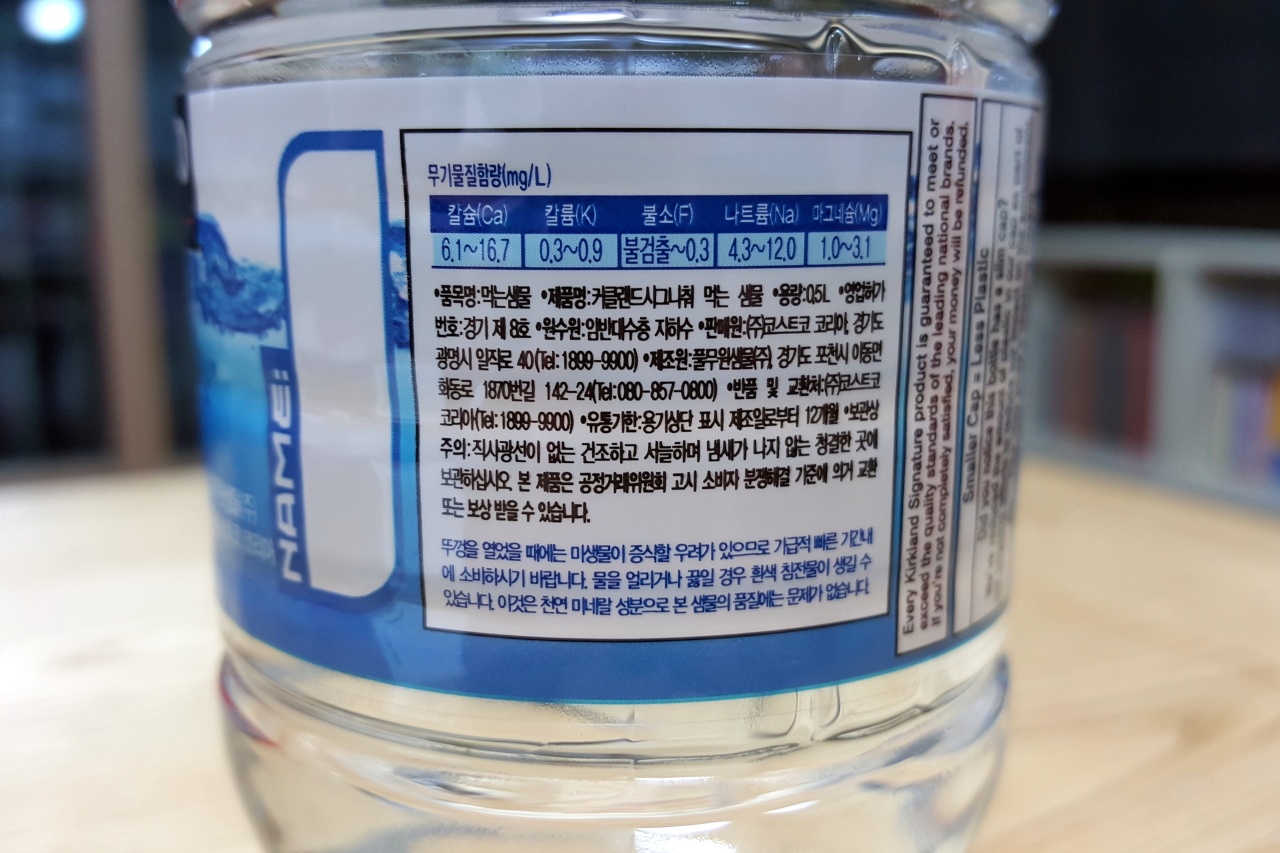 무기물질함량(mg/L)
칼슘(Ca) 칼륨(K) 불소(F) 나트륨(Na) 마그네슘(Mg)
6.1~16.7 0.3~0.9 불검출~0.3 4.3~12.0 1.0~3.1
•품목명:먹는샘물 •제품명:커클랜드시그니춰 먹는 샘물 •용량:0.5L •영업허가
번호:경기 제 8호 •원수원:암반대수층 지하수 •판매원:(주)코스트코 코리아, 경기도
광명시 일직로 40(Tel:1899-9900) •제조원:풀무원샘물(주), 경기도 포천시 이동면
화동로 1870번길 142-24(Tel:080-857-0800) •반품 및 교환처:(주)코스트코
코리아(Tel:1899-9900) •유통기한:용기상단 표시 제조일로부터 12개월 •보관상
주의:직사광선이 없는 건조하고 서늘하며 냄새가 나지 않는 청결한 곳에
보관하십시오. 본 제품은 공정거래위원회 고시 소비자 분쟁해결 기준에 의거 교환
또는 보상 받을 수 있습니다.
뚜껑을 열었을 때에는 미생물이 증식할 우려가 있으므로 가급적 빠른 기간내
에 소비하시기 바랍니다. 물을 얼리거나 끓일 경우 흰색 침전물이 생길 수
있습니다. 이것은 천연 미네랄 성분으로 본 샘물의 품질에는 문제가 없습니다.
NAME:
Every Kirkland Signature product is guaranteed to meet or
exceed the quality standards of the leading national brands.
If you're not completely satisfied, your money will be refunded.
Smaller Cap = Less Plastic
Did you notice this bottle has a slim cap?